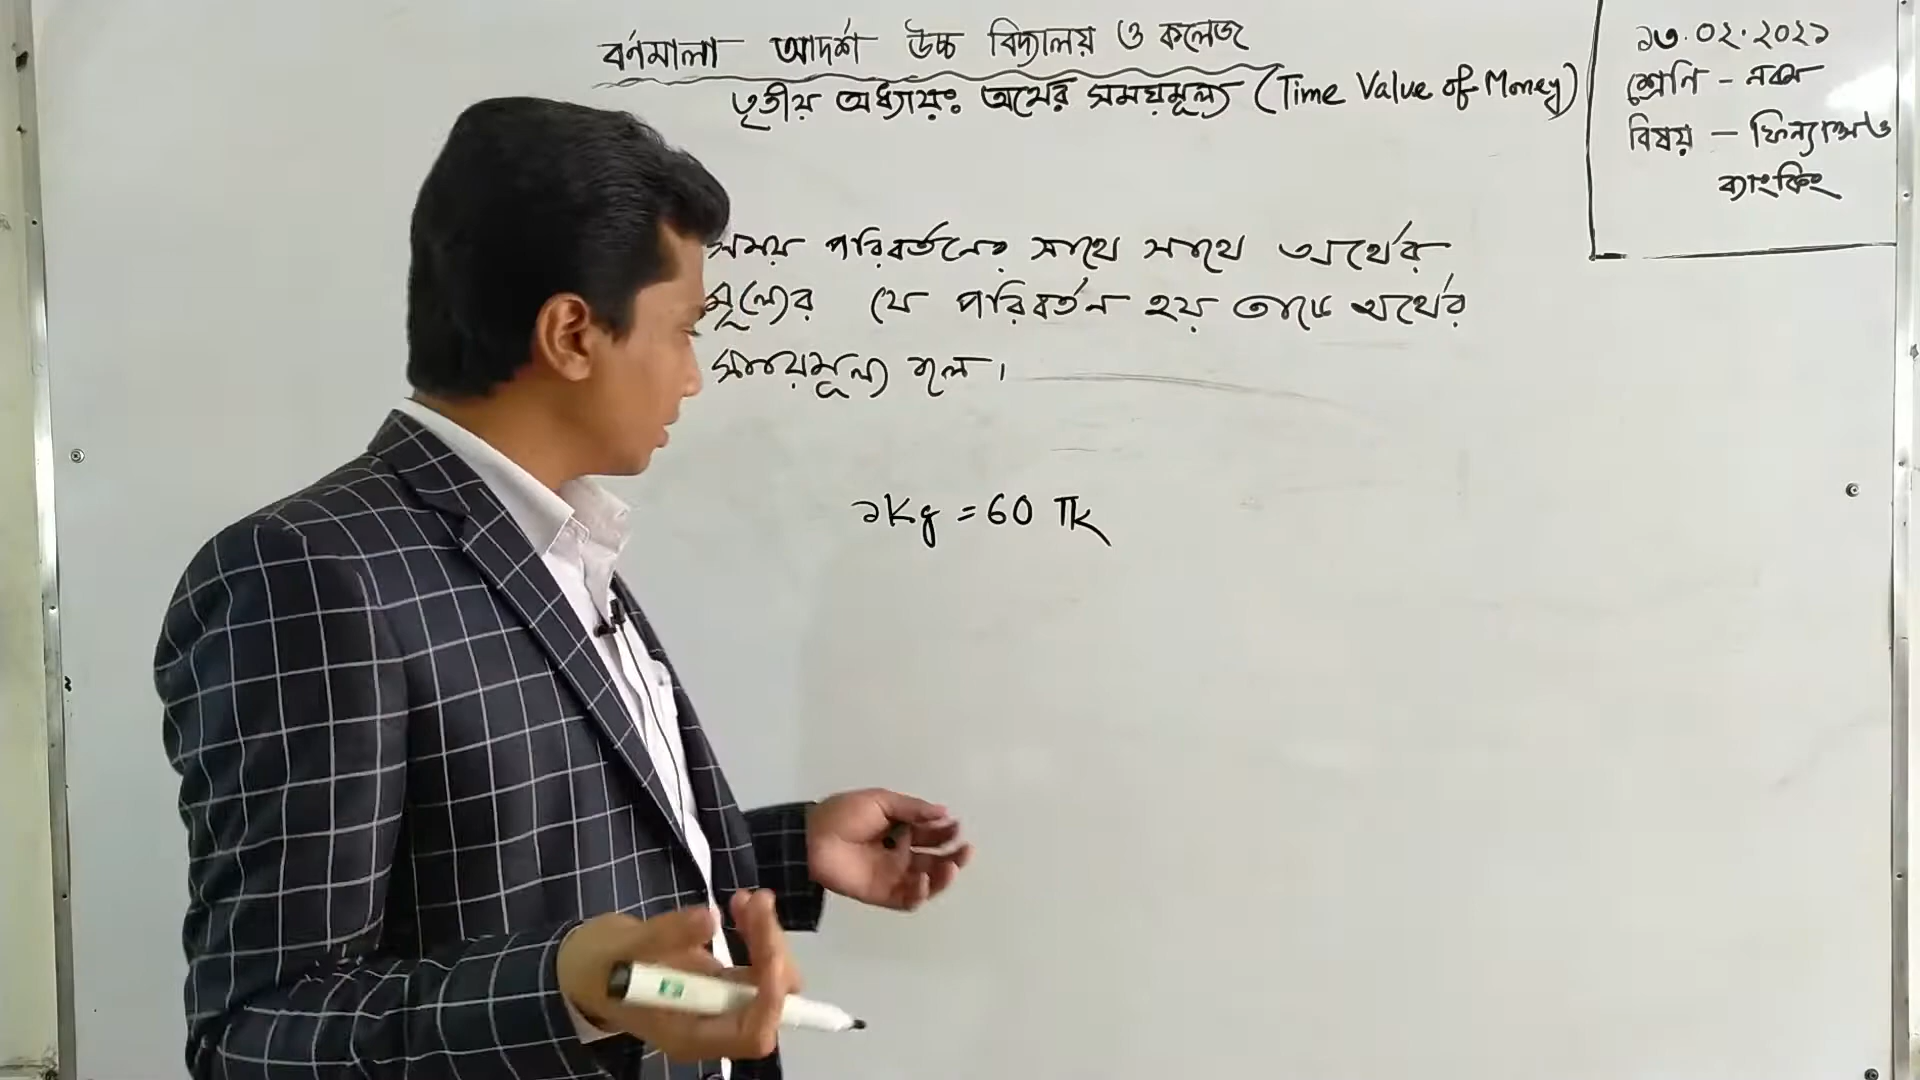 বর্ণমালা আদর্শ উচ্চ বিদ্যালয় ও কলেজ
তৃতীয় অধ্যায়ঃ অর্থের সময়মূল্য (Time Value of Money)
১৩.০২.২০২১
শ্রেণি - নবম
বিষয় - ফিন্যান্স ও
ব্যাংকিং
সময় পরিবর্তনের সাথে সাথে অর্থের
মূল্যের যে পরিবর্তন হয় তাকে অর্থের
সময়মূল্য বলে।
১Kg = 60 Tk